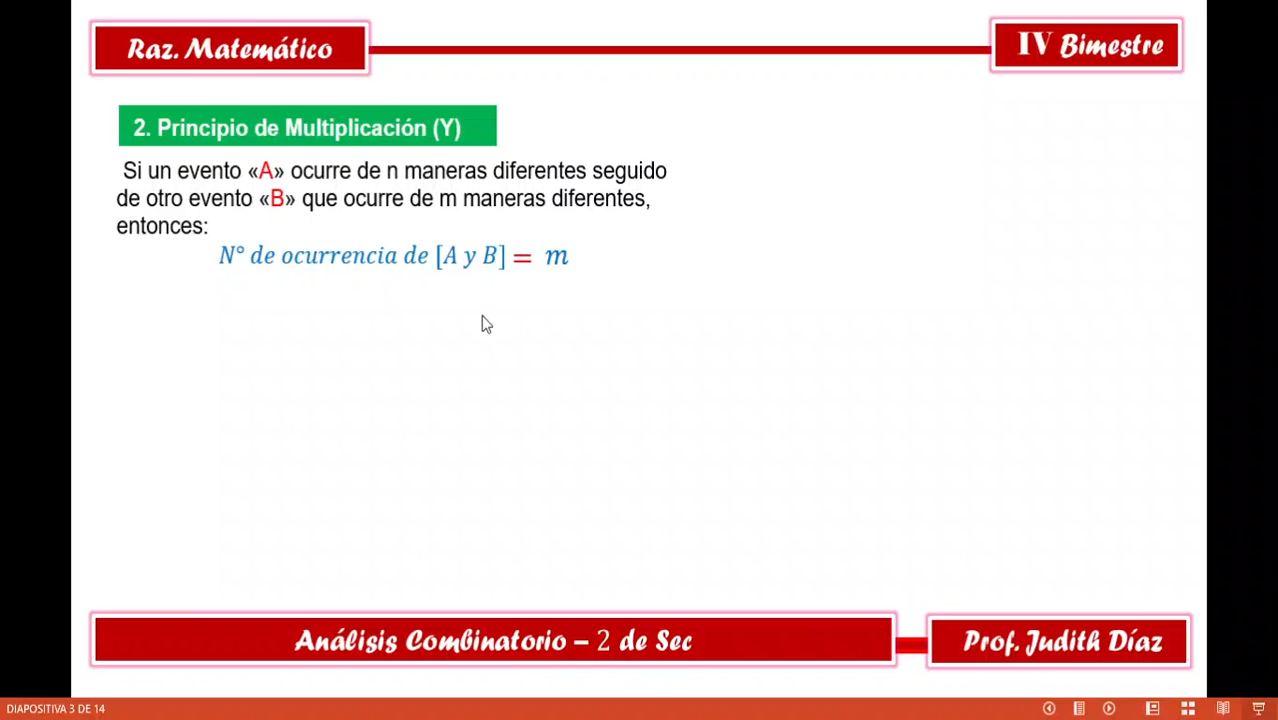 Raz. Matemático
IV Bimestre
2. Principio de Multiplicación (Y)
Si un evento «A» ocurre de n maneras diferentes seguido
de otro evento «B» que ocurre de m maneras diferentes,
entonces:
N° de ocurrencia de [A y B] = m
Análisis Combinatorio – 2 de Sec
Prof. Judith Díaz
DIAPOSITIVA 3 DE 14